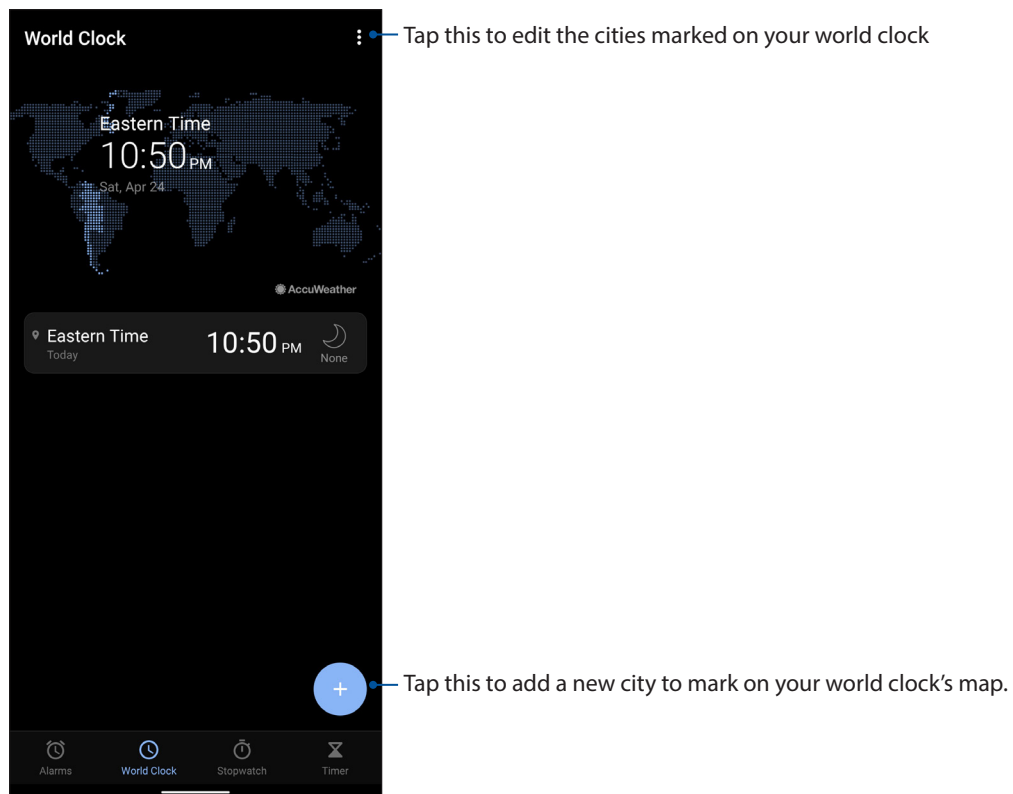 World Clock
Tap this to edit the cities marked on your world clock
Eastern Time
10:50 PM
Sat, Apr 24
AccuWeather
Eastern Time
Today
10:50 PM
None
Tap this to add a new city to mark on your world clock’s map.
Alarms
World Clock
Stopwatch
Timer